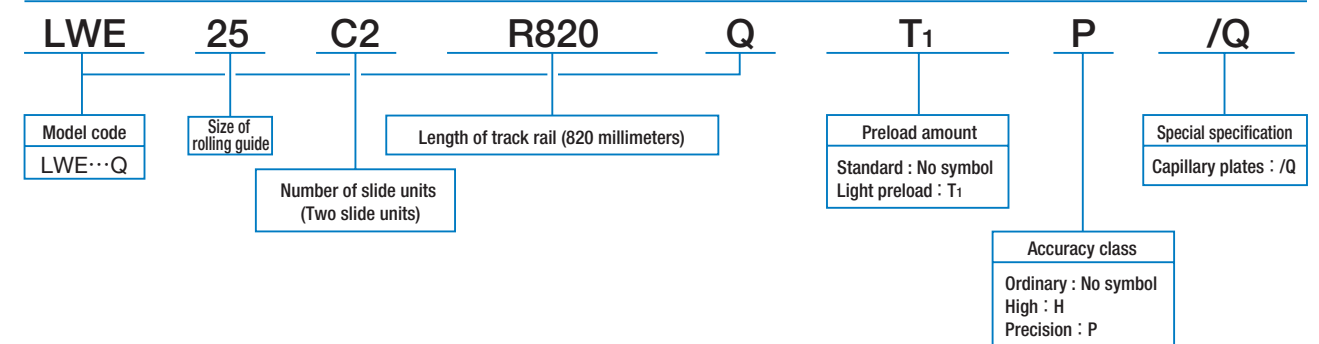 LWE 25 C2 R820 Q T1 P /Q
Model code
LWE…Q
Size of
rolling guide
Number of slide units
(Two slide units)
Length of track rail (820 millimeters)
Preload amount
Standard : No symbol
Light preload : T1
Accuracy class
Ordinary : No symbol
High : H
Precision : P
Special specification
Capillary plates : /Q